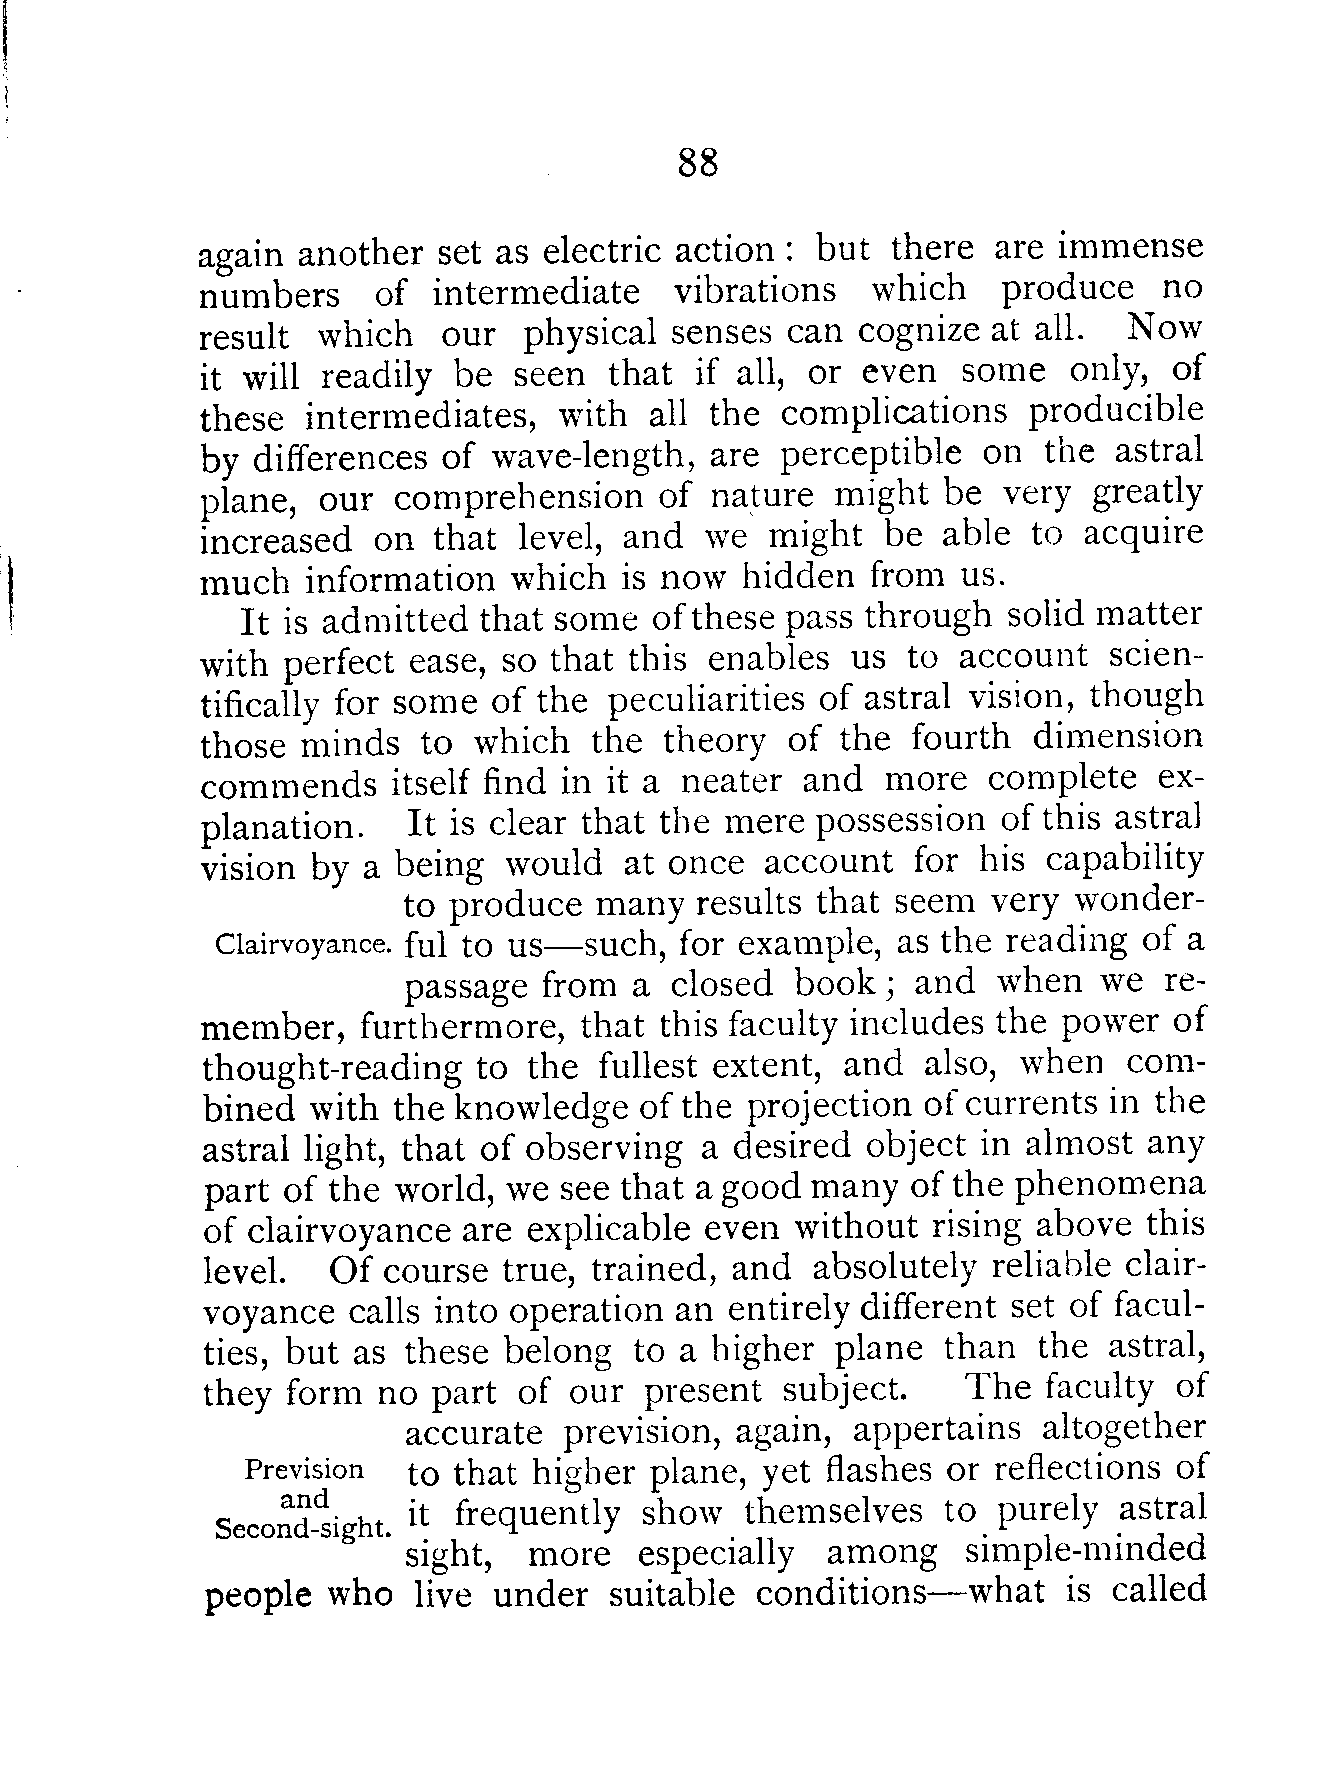 88
again another set as electric action : but there are immense
numbers of intermediate vibrations which produce no
result which our physical senses can cognize at all. Now
it will readily be seen that if all, or even some only, of
these intermediates, with all the complications producible
by differences of wave-length, are perceptible on the astral
plane, our comprehension of nature might be very greatly
increased on that level, and we might be able to acquire
much information which is now hidden from us.
It is admitted that some of these pass through solid matter
with perfect ease, so that this enables us to account scien-
tifically for some of the peculiarities of astral vision, though
those minds to which the theory of the fourth dimension
commends itself find in it a neater and more complete ex-
planation. It is clear that the mere possession of this astral
vision by a being would at once account for his capability
to produce many results that seem very wonder-
Clairvoyance. ful to us—such, for example, as the reading of a
passage from a closed book ; and when we re-
member, furthermore, that this faculty includes the power of
thought-reading to the fullest extent, and also, when com-
bined with the knowledge of the projection of currents in the
astral light, that of observing a desired object in almost any
part of the world, we see that a good many of the phenomena
of clairvoyance are explicable even without rising above this
level. Of course true, trained, and absolutely reliable clair-
voyance calls into operation an entirely different set of facul-
ties, but as these belong to a higher plane than the astral,
they form no part of our present subject. The faculty of
accurate prevision, again, appertains altogether
Prevision to that higher plane, yet flashes or reflections of
and
Second-sight. it frequently show themselves to purely astral
sight, more especially among simple-minded
people who live under suitable conditions—what is called